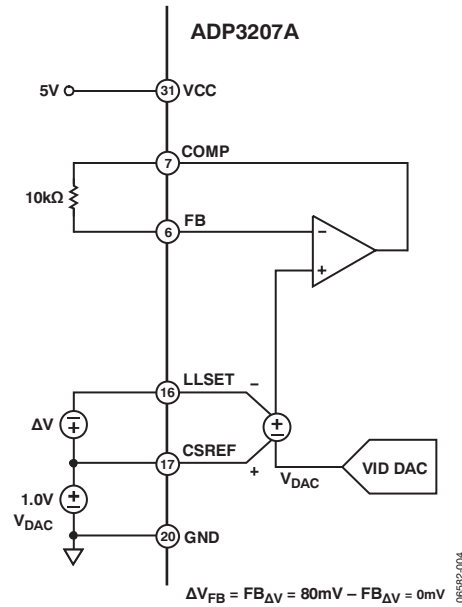 ADP3207A
5V
31 VCC
COMP
7
10kΩ
FB
6
–
+
LLSET
16
–
ΔV
–
+
+
–
CSREF
17
+
VDAC
VID DAC
1.0V
+
–
VDAC
20 GND
ΔVFB = FBΔV = 80mV – FBΔV = 0mV
06582-004